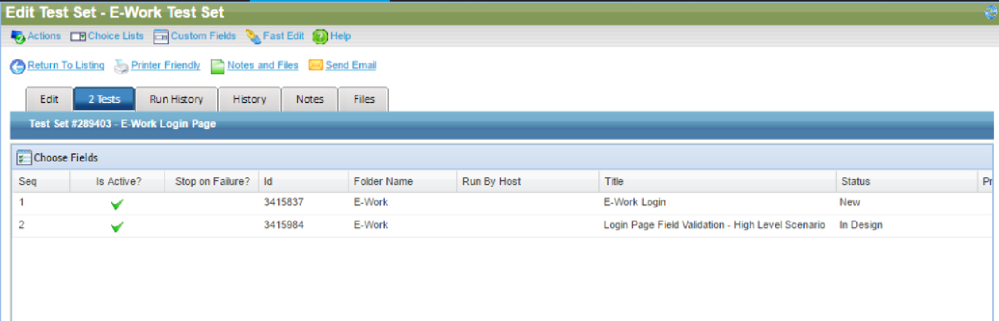 Edit Test Set - E-Work Test Set
Actions Choice Lists Custom Fields Fast Edit Help
Return To Listing Printer Friendly Notes and Files Send Email
Edit 2 Tests Run History History Notes Files
Test Set #289403 - E-Work Login Page
Choose Fields
Seq Is Active? Stop on Failure? Id Folder Name Run By Host Title Status Pr
1 3415837 E-Work E-Work Login New
2 3415984 E-Work Login Page Field Validation - High Level Scenario In Design